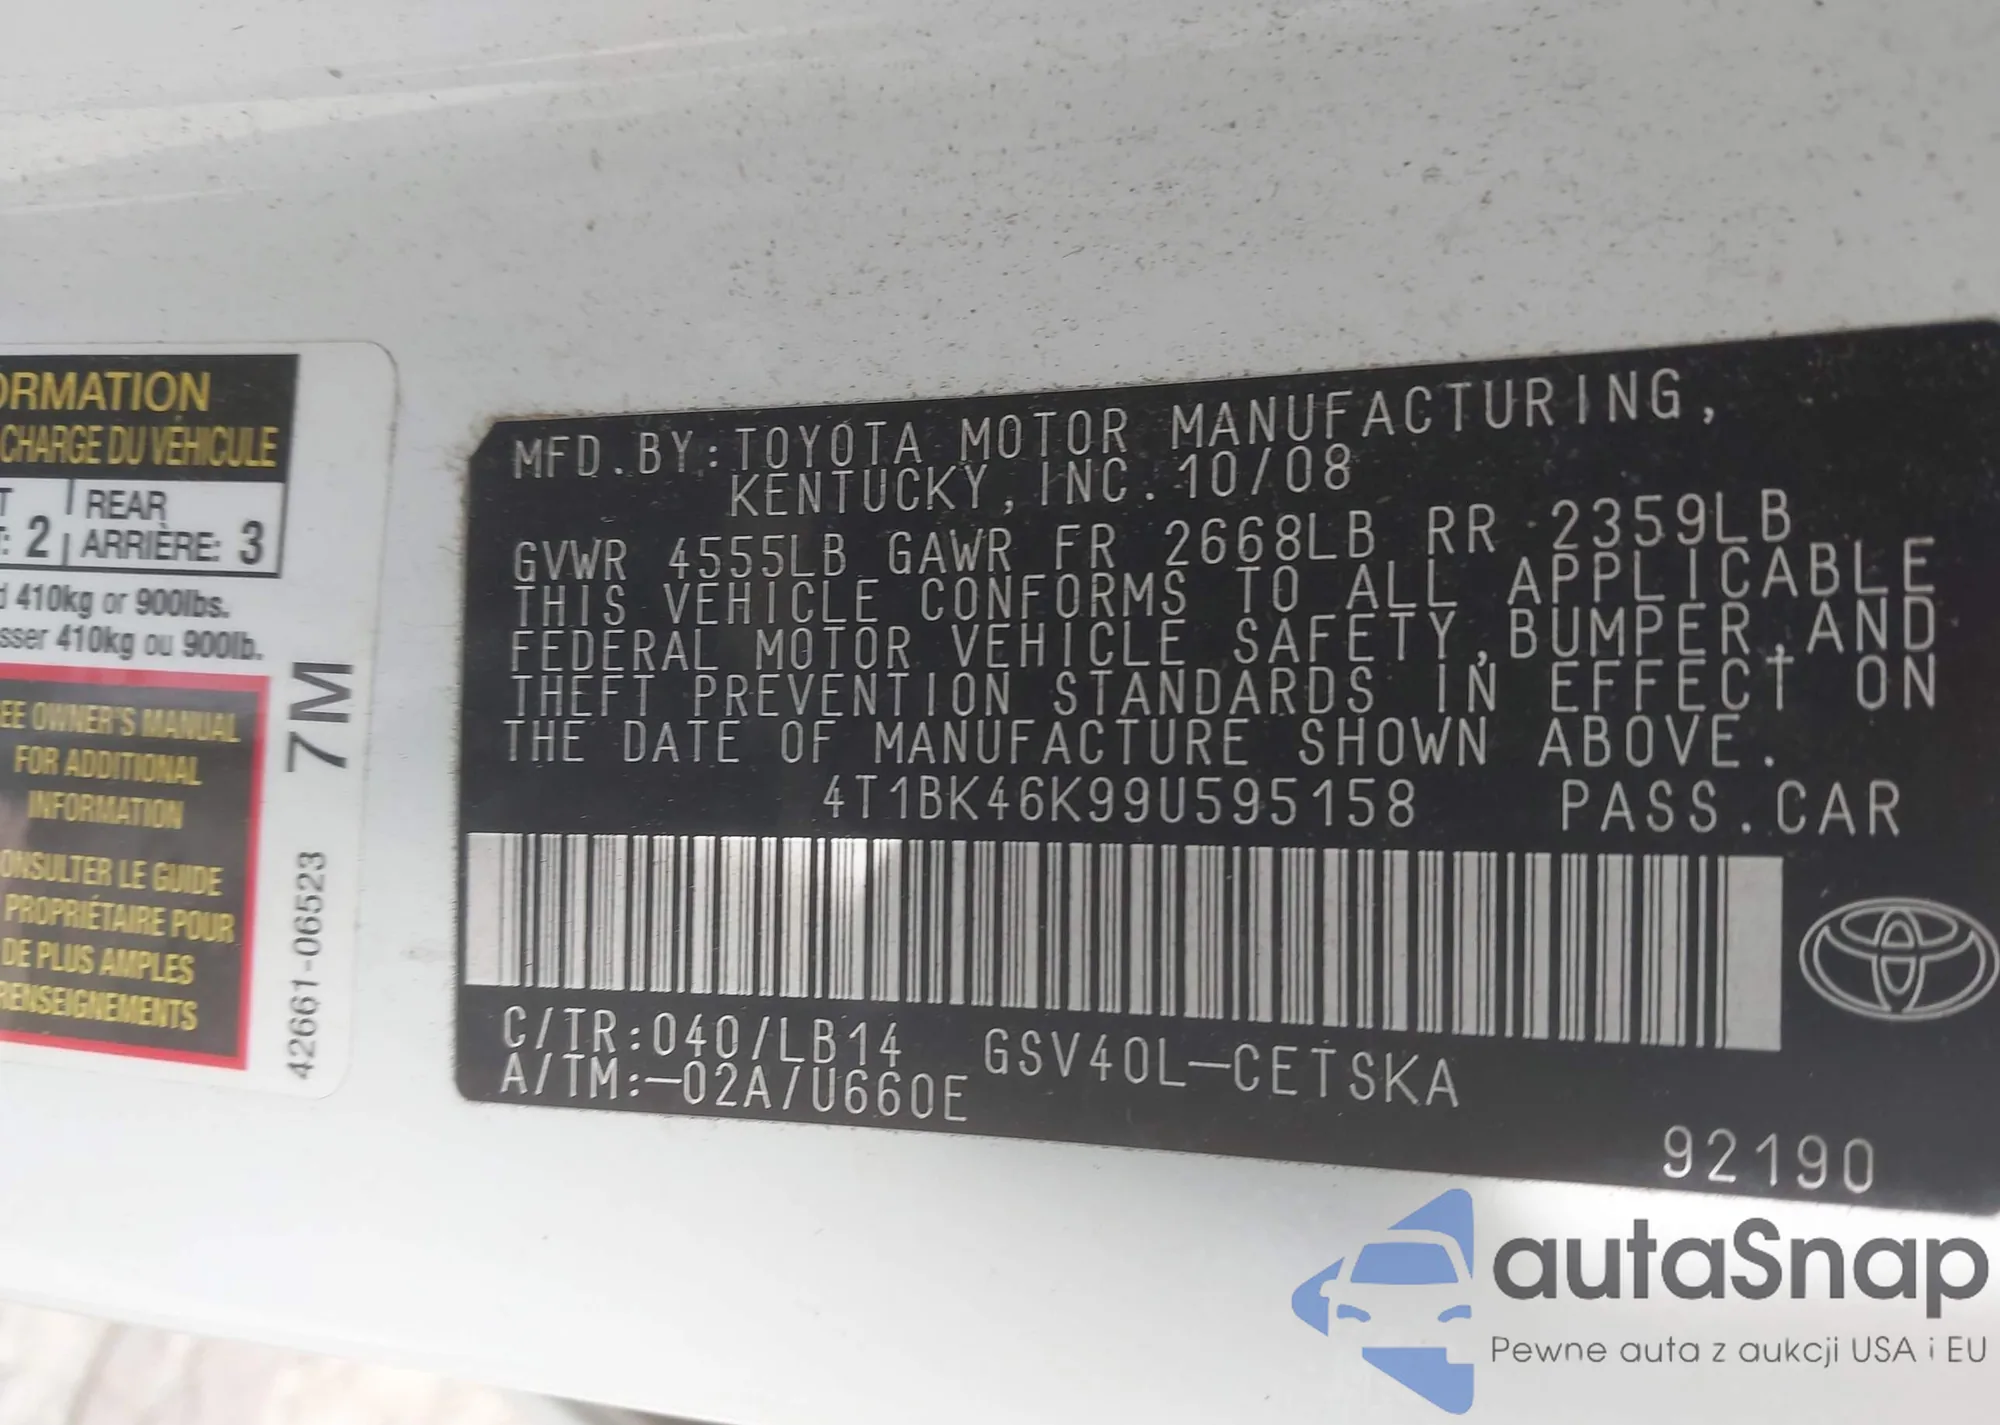 ORMATION
CHARGE DU VÉHICULE
T REAR
: 2 ARRIÈRE: 3
d 410kg or 900lbs.
sser 410kg ou 900lb.
EE OWNER'S MANUAL
FOR ADDITIONAL
INFORMATION
ONSULTER LE GUIDE
PROPRIÉTAIRE POUR
DE PLUS AMPLES
RENSEIGNEMENTS
7M
42661-06523
MFD.BY:TOYOTA MOTOR MANUFACTURING,
KENTUCKY, INC. 10/08
GVWR 4555LB GAWR FR 2668LB RR 2359LB
THIS VEHICLE CONFORMS TO ALL APPLICABLE
FEDERAL MOTOR VEHICLE SAFETY,BUMPER,AND
THEFT PREVENTION STANDARDS IN EFFECT ON
THE DATE OF MANUFACTURE SHOWN ABOVE.
4T1BK46K99U595158 PASS.CAR
C/TR:040/LB14 GSV40L-CETSKA
A/TM:-02A/U660E
92190
autaSnap
Pewne auta z aukcji USA i EU